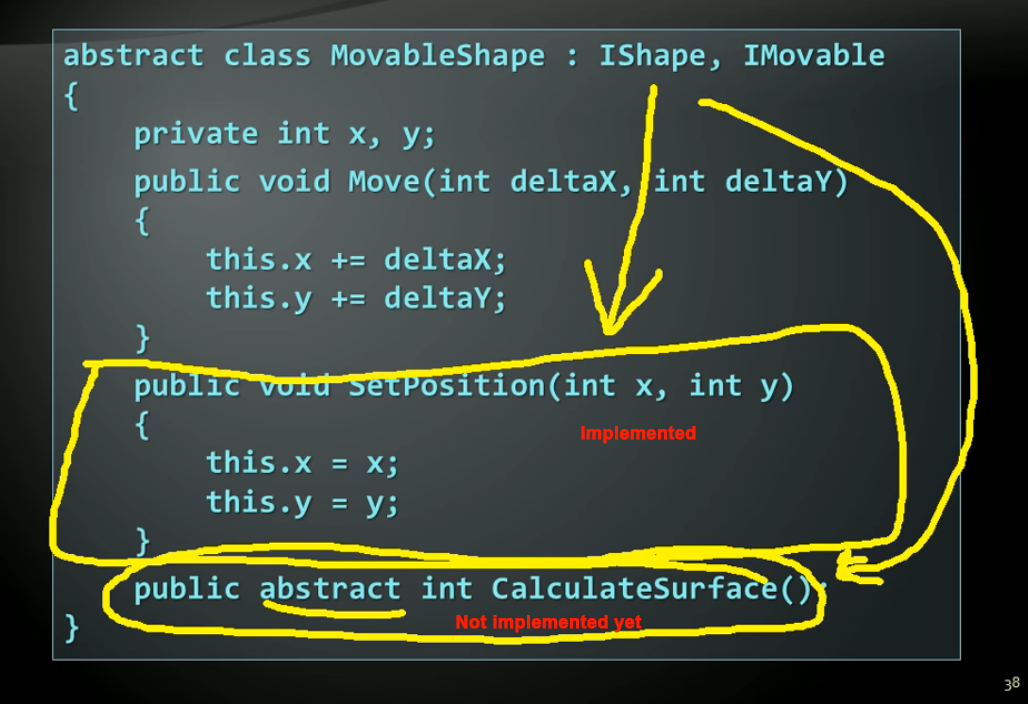 abstract class MovableShape : IShape, IMovable
{
private int x, y;
public void Move(int deltaX, int deltaY)
{
this.x += deltaX;
this.y += deltaY;
}
public void SetPosition(int x, int y)
{
Implemented
this.x = x;
this.y = y;
}
public abstract int CalculateSurface();
Not implemented yet
}
38